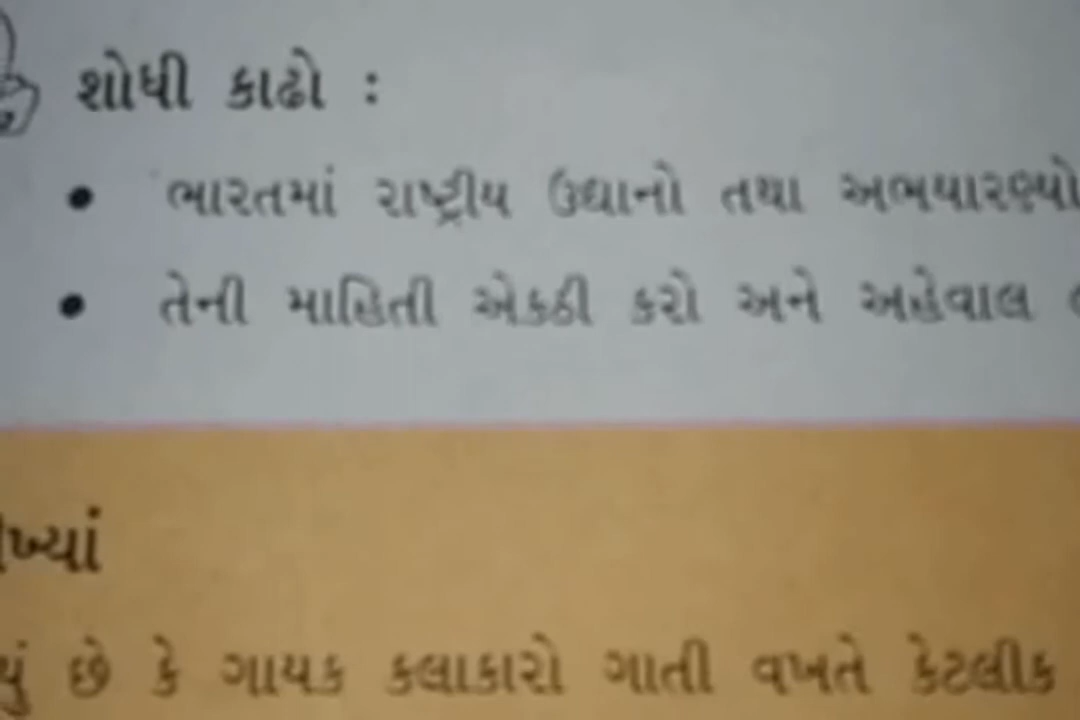 શોધી કાઢો :
• ભારતમાં રાષ્ટ્રીય ઉદ્યાનો તથા અભયારણ્યો
• તેની માહિતી એકઠી કરો અને અહેવાલ
છે કે ગાયક કલાકારો ગાતી વખતે કેટલીક